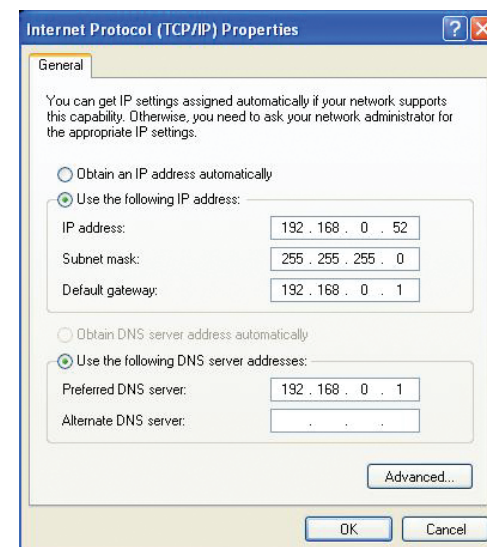 Internet Protocol (TCP/IP) Properties
General
You can get IP settings assigned automatically if your network supports
this capability. Otherwise, you need to ask your network administrator for
the appropriate IP settings.
Obtain an IP address automatically
Use the following IP address:
IP address: 192 . 168 . 0 . 52
Subnet mask: 255 . 255 . 255 . 0
Default gateway: 192 . 168 . 0 . 1
Obtain DNS server address automatically
Use the following DNS server addresses:
Preferred DNS server: 192 . 168 . 0 . 1
Alternate DNS server: . . .
Advanced...
OK Cancel